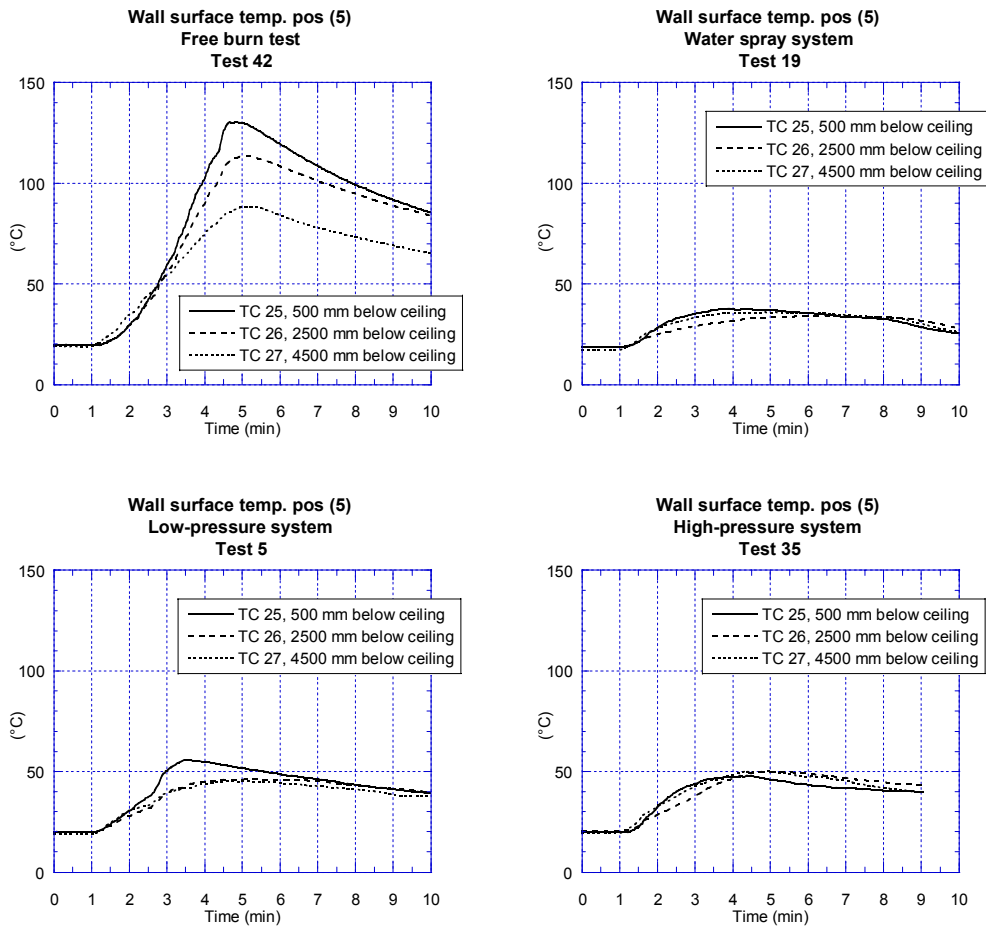 Wall surface temp. pos (5)
Free burn test
Test 42
150
100
50
0
(°C)
TC 25, 500 mm below ceiling
TC 26, 2500 mm below ceiling
TC 27, 4500 mm below ceiling
0 1 2 3 4 5 6 7 8 9 10
Time (min)
Wall surface temp. pos (5)
Water spray system
Test 19
150
100
50
0
(°C)
TC 25, 500 mm below ceiling
TC 26, 2500 mm below ceiling
TC 27, 4500 mm below ceiling
0 1 2 3 4 5 6 7 8 9 10
Time (min)
Wall surface temp. pos (5)
Low-pressure system
Test 5
150
100
50
0
(°C)
TC 25, 500 mm below ceiling
TC 26, 2500 mm below ceiling
TC 27, 4500 mm below ceiling
0 1 2 3 4 5 6 7 8 9 10
Time (min)
Wall surface temp. pos (5)
High-pressure system
Test 35
150
100
50
0
(°C)
TC 25, 500 mm below ceiling
TC 26, 2500 mm below ceiling
TC 27, 4500 mm below ceiling
0 1 2 3 4 5 6 7 8 9 10
Time (min)